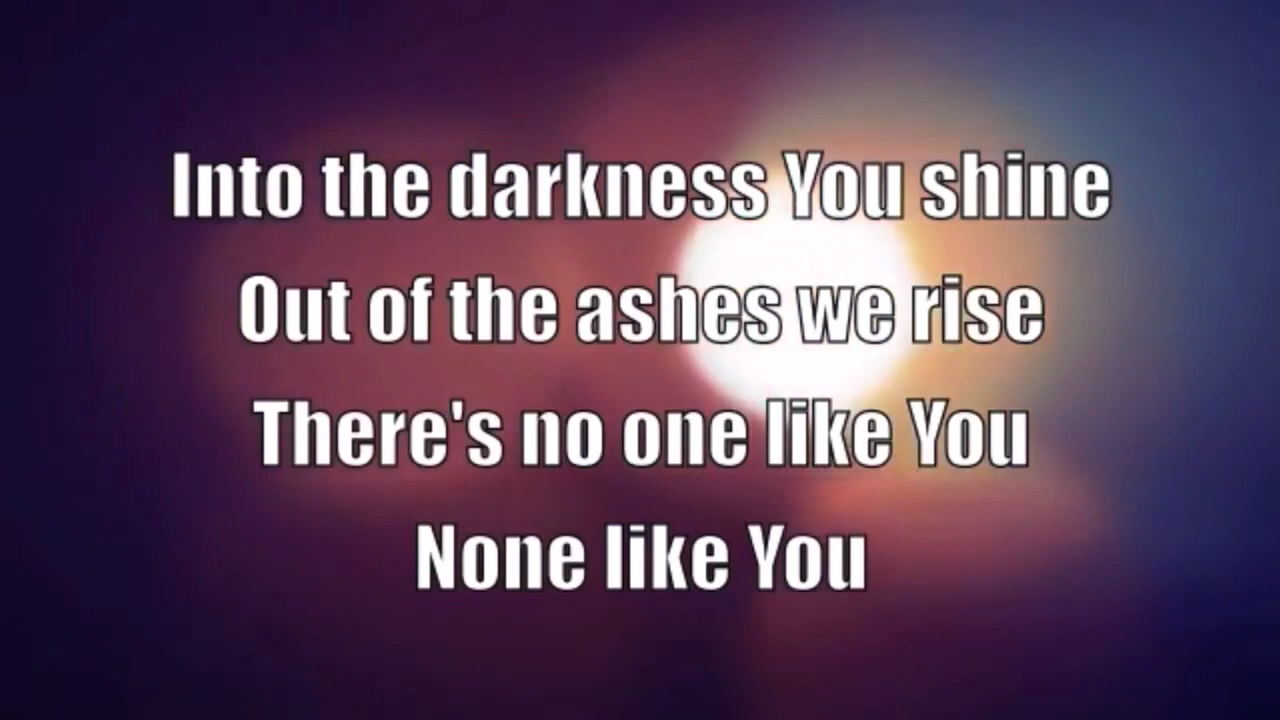 Into the darkness You shine
Out of the ashes we rise
There's no one like You
None like You